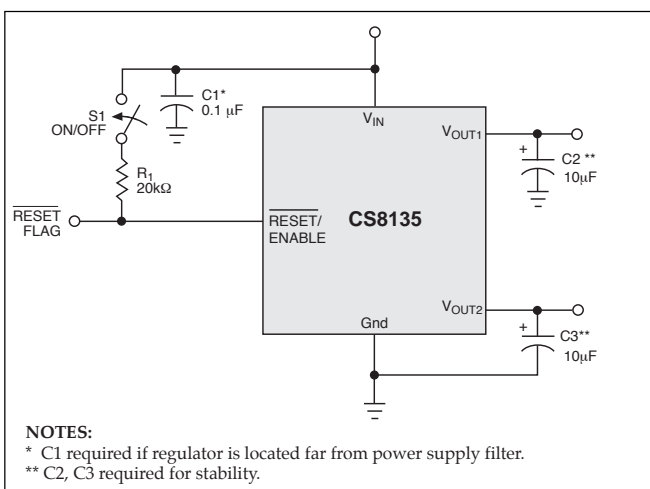 C1*
0.1 µF
S1
ON/OFF
VIN
VOUT1
+
C2 **
10µF
R1
20kΩ
RESET
FLAG
RESET/
ENABLE
CS8135
VOUT2
Gnd
+
C3**
10µF
NOTES:
* C1 required if regulator is located far from power supply filter.
** C2, C3 required for stability.